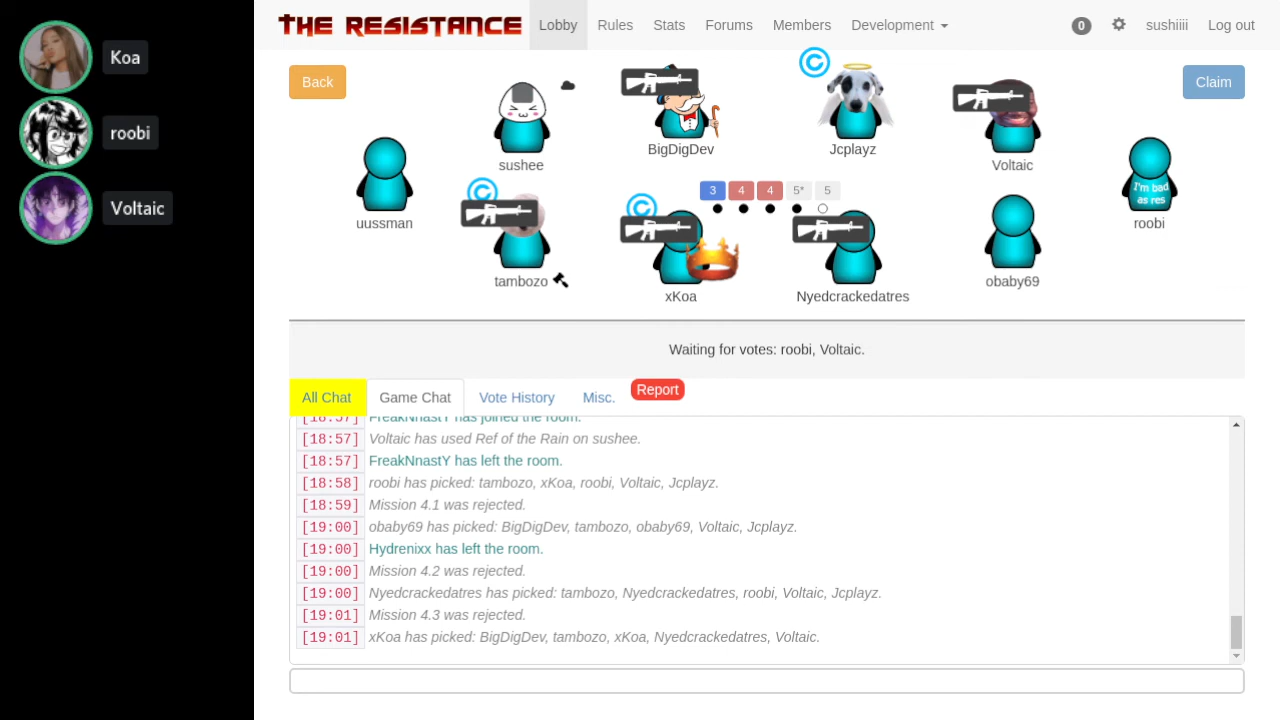 Koa
roobi
Voltaic
THE RESISTANCE
Lobby
Rules
Stats
Forums
Members
Development
0
sushiiii
Log out
Back
Claim
sushee
BigDigDev
Jcplayz
Voltaic
uussman
I'm bad
as res
roobi
3 4 4 5* 5
tambozo
xKoa
Nyedcrackedatres
obaby69
Waiting for votes: roobi, Voltaic.
All Chat
Game Chat
Vote History
Misc.
Report
[18:57] FreakNnastY has joined the room.
[18:57] Voltaic has used Ref of the Rain on sushee.
[18:57] FreakNnastY has left the room.
[18:58] roobi has picked: tambozo, xKoa, roobi, Voltaic, Jcplayz.
[18:59] Mission 4.1 was rejected.
[19:00] obaby69 has picked: BigDigDev, tambozo, obaby69, Voltaic, Jcplayz.
[19:00] Hydrenixx has left the room.
[19:00] Mission 4.2 was rejected.
[19:00] Nyedcrackedatres has picked: tambozo, Nyedcrackedatres, roobi, Voltaic, Jcplayz.
[19:01] Mission 4.3 was rejected.
[19:01] xKoa has picked: BigDigDev, tambozo, xKoa, Nyedcrackedatres, Voltaic.